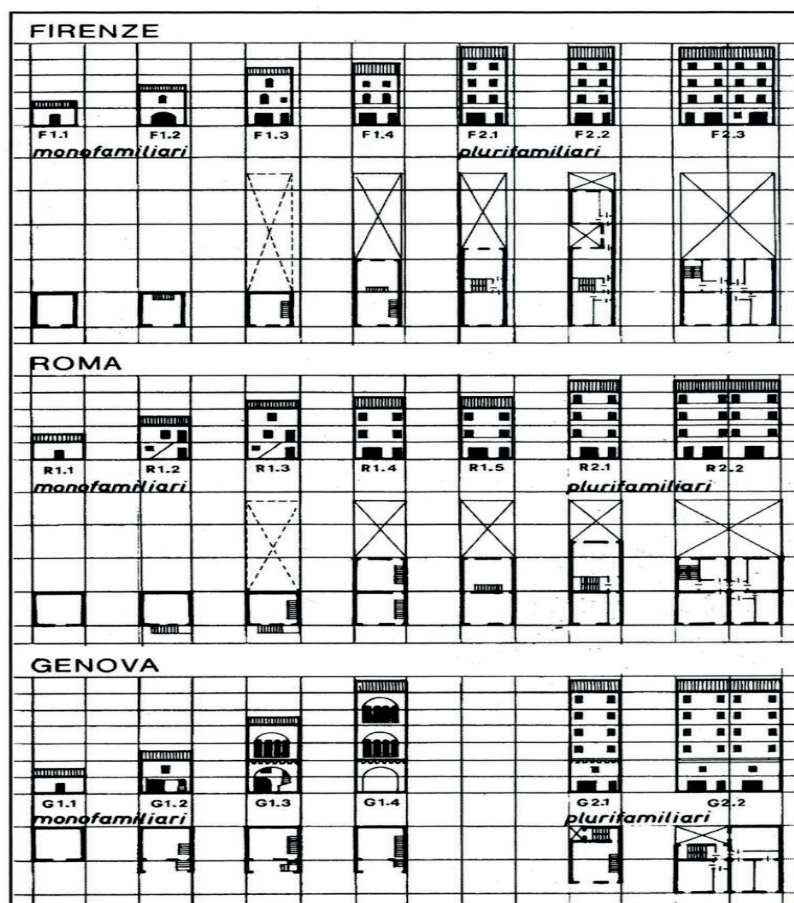 FIRENZE
F1.1 F1.2 F1.3 F1.4 F2.1 F2.2 F2.3
monofamiliari plurifamiliari
ROMA
R1.1 R1.2 R1.3 R1.4 R1.5 R2.1 R2.2
monofamiliari plurifamiliari
GENOVA
G1.1 G1.2 G1.3 G1.4 G2.1 G2.2
monofamiliari plurifamiliari